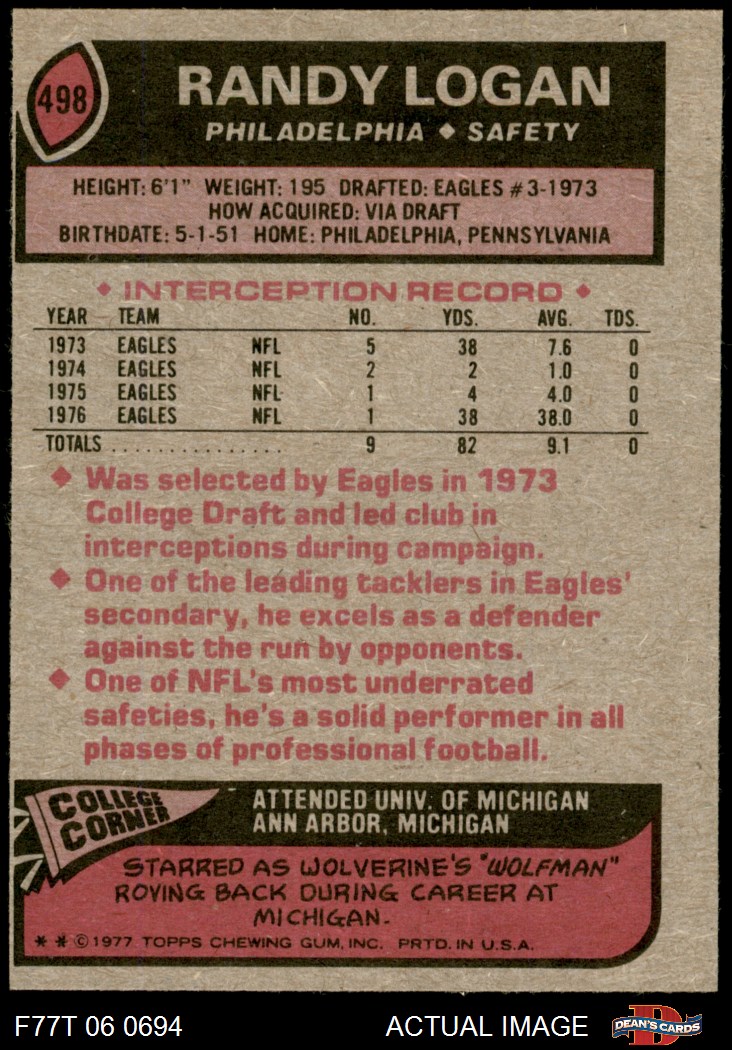 498
RANDY LOGAN
PHILADELPHIA ◆ SAFETY
HEIGHT: 6'1" WEIGHT: 195 DRAFTED: EAGLES #3-1973
HOW ACQUIRED: VIA DRAFT
BIRTHDATE: 5-1-51 HOME: PHILADELPHIA, PENNSYLVANIA
◆ INTERCEPTION RECORD ◆
YEAR TEAM NO. YDS. AVG. TDS.
1973 EAGLES NFL 5 38 7.6 0
1974 EAGLES NFL 2 2 1.0 0
1975 EAGLES NFL 1 4 4.0 0
1976 EAGLES NFL 1 38 38.0 0
TOTALS . . . . . . . . . . . . . . . 9 82 9.1 0
◆ Was selected by Eagles in 1973
College Draft and led club in
interceptions during campaign.
◆ One of the leading tacklers in Eagles'
secondary, he excels as a defender
against the run by opponents.
◆ One of NFL's most underrated
safeties, he's a solid performer in all
phases of professional football.
COLLEGE
CORNER
ATTENDED UNIV. OF MICHIGAN
ANN ARBOR, MICHIGAN
STARRED AS WOLVERINE'S "WOLFMAN"
ROVING BACK DURING CAREER AT
MICHIGAN.
* * © 1977 TOPPS CHEWING GUM, INC. PRTD. IN U.S.A.
F77T 06 0694 ACTUAL IMAGE
D
DEAN'S CARDS